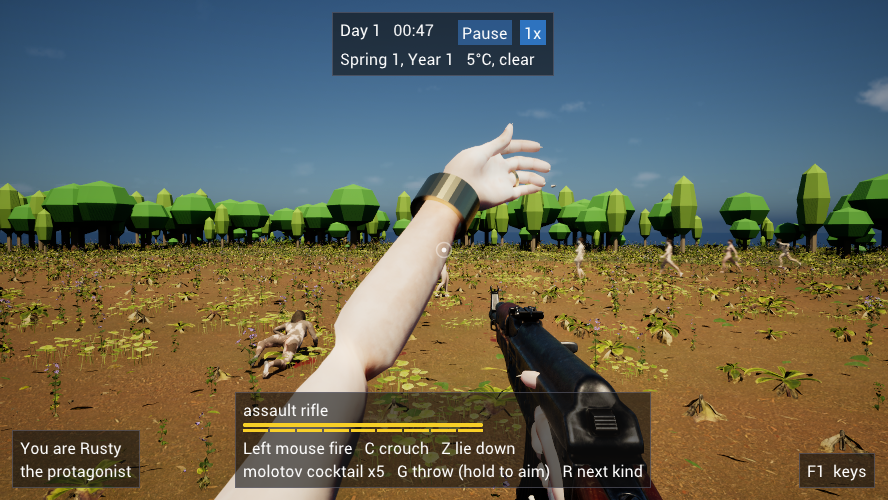 Day 1 00:47 Pause 1x
Spring 1, Year 1 5°C, clear
assault rifle
Left mouse fire C crouch Z lie down
molotov cocktail x5 G throw (hold to aim) R next kind
You are Rusty
the protagonist
F1 keys